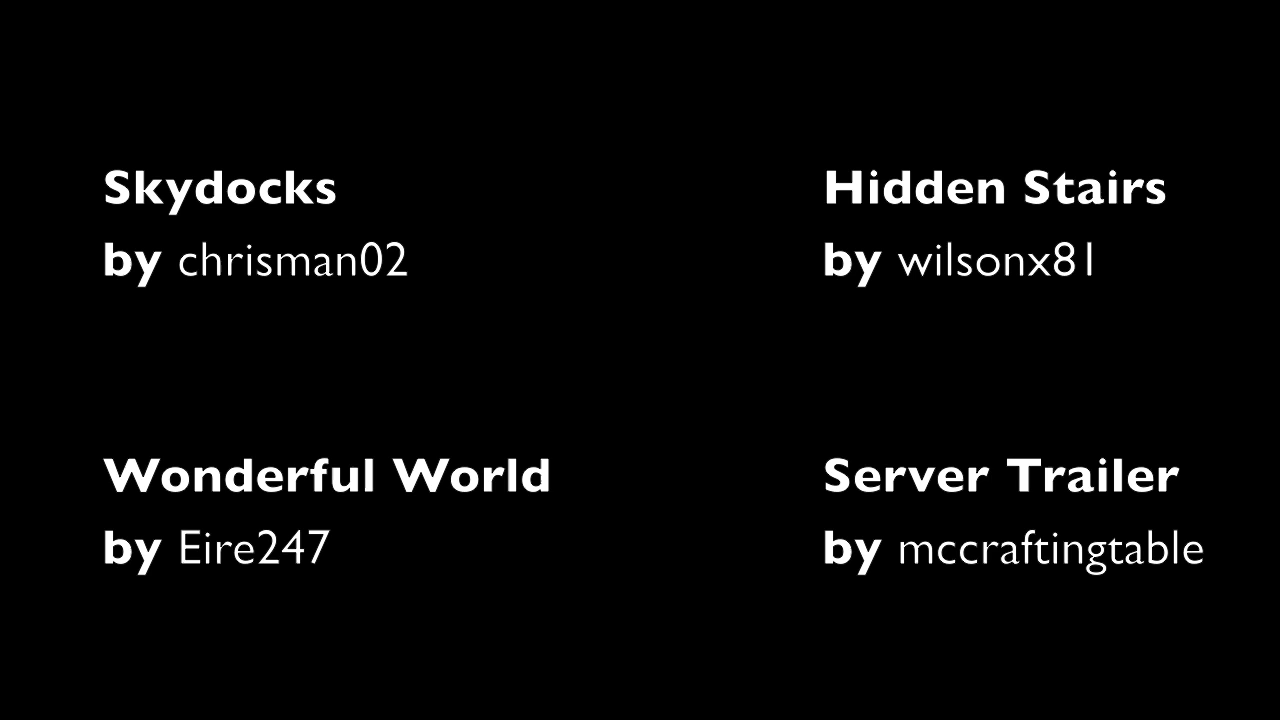 Skydocks
by chrisman02
Hidden Stairs
by wilsonx81
Wonderful World
by Eire247
Server Trailer
by mccraftingtable